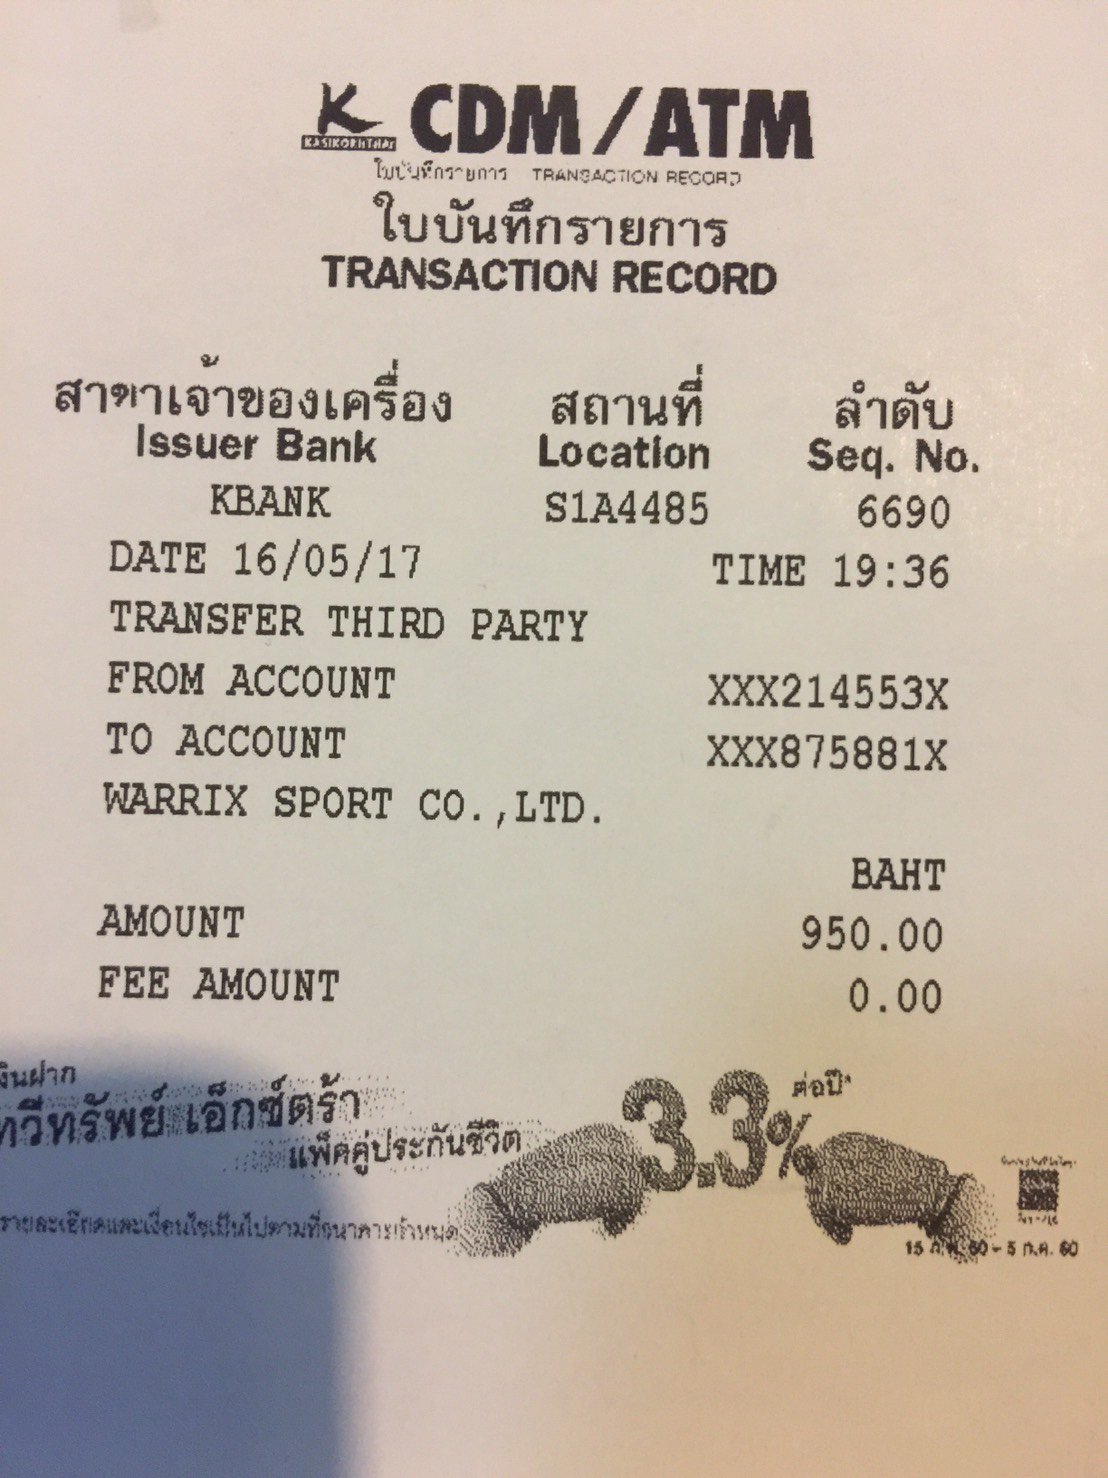 K CDM/ATM
KASIKORNTHAI
ใบบันทึกรายการ TRANSACTION RECORD
ใบบันทึกรายการ
TRANSACTION RECORD
สาขาเจ้าของเครื่อง สถานที่ ลำดับ
Issuer Bank Location Seq. No.
KBANK S1A4485 6690
DATE 16/05/17 TIME 19:36
TRANSFER THIRD PARTY
FROM ACCOUNT XXX214553X
TO ACCOUNT XXX875881X
WARRIX SPORT CO.,LTD.
BAHT
AMOUNT 950.00
FEE AMOUNT 0.00
เงินฝาก
ทวีทรัพย์ เอ็กซ์ตร้า
แพ็คคู่ประกันชีวิต
3.3% ต่อปี*
รายละเอียดและเงื่อนไขเป็นไปตามที่ธนาคารกำหนด
60 - 5 ก.ค. 60